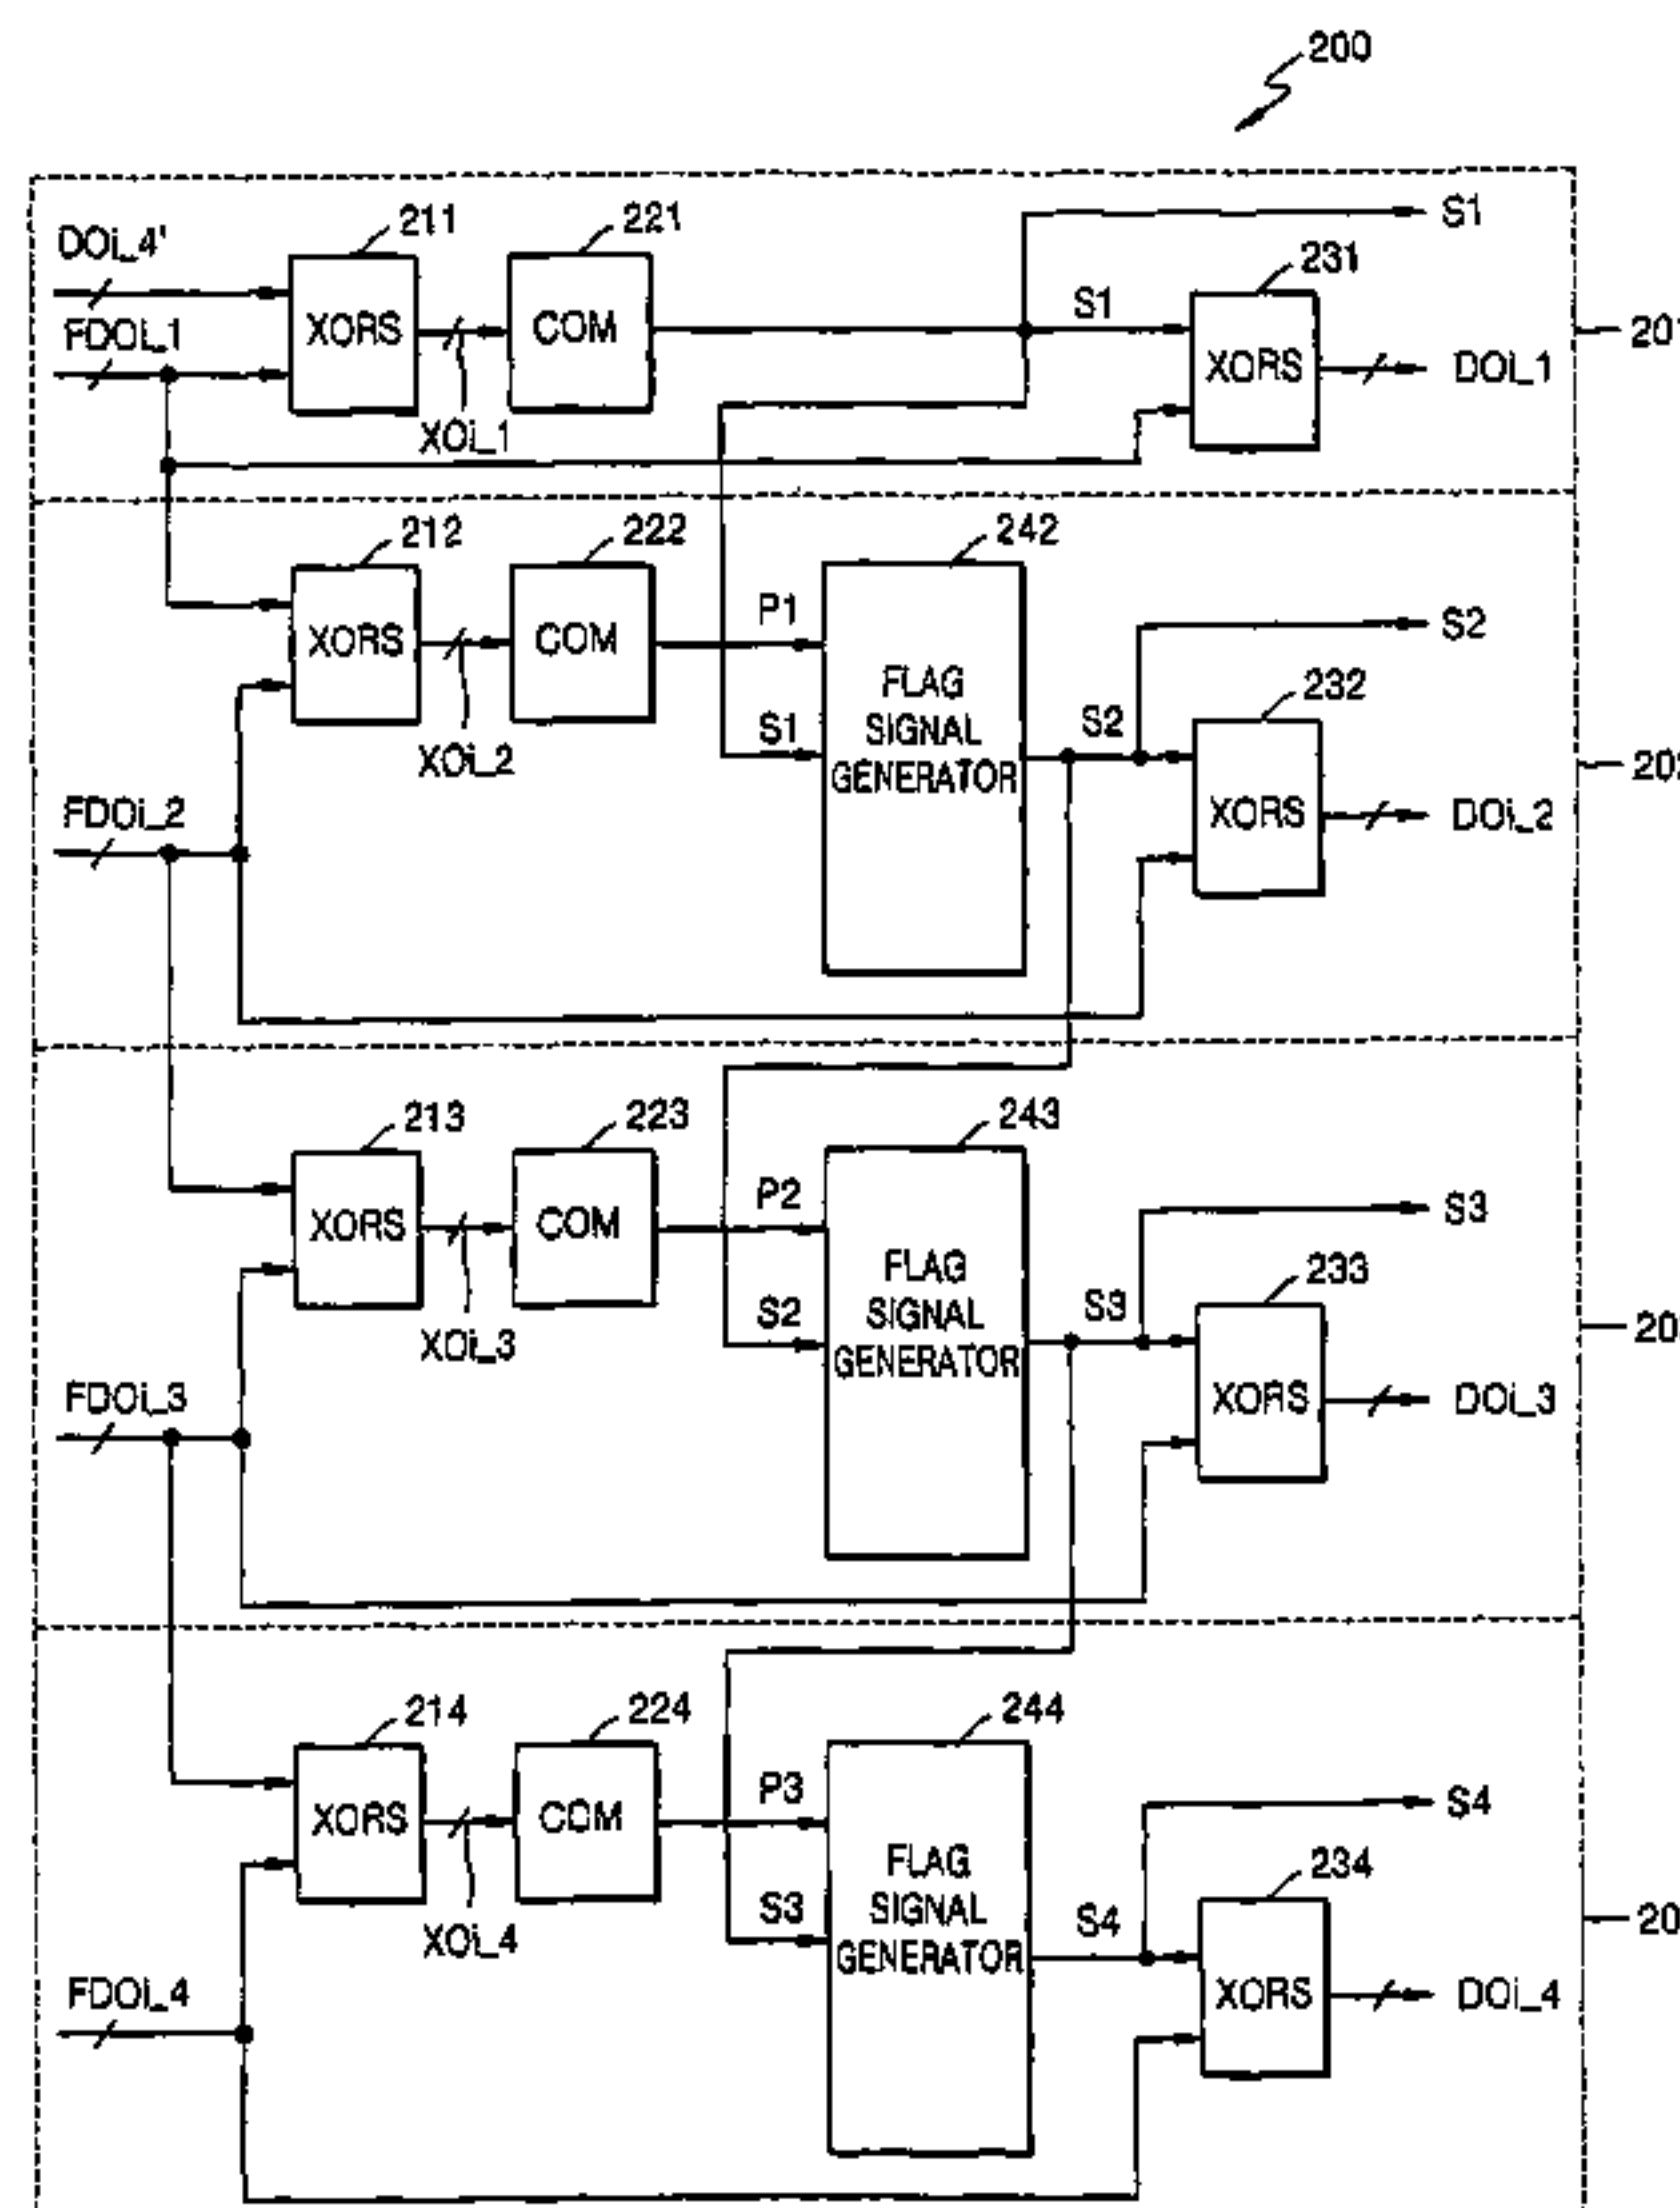 200
DOi_4'
211
221
S1
231
FDOi_1
XORS
COM
S1
XORS
DOi_1
XOi_1
212
222
242
P1
S2
XORS
COM
FLAG
SIGNAL
GENERATOR
232
S1
S2
XOi_2
FDOi_2
XORS
DOi_2
213
223
243
P2
S3
XORS
COM
FLAG
SIGNAL
GENERATOR
233
S2
S3
XOi_3
FDOi_3
XORS
DOi_3
214
224
244
P3
S4
XORS
COM
FLAG
SIGNAL
GENERATOR
234
S3
S4
XOi_4
FDOi_4
XORS
DOi_4